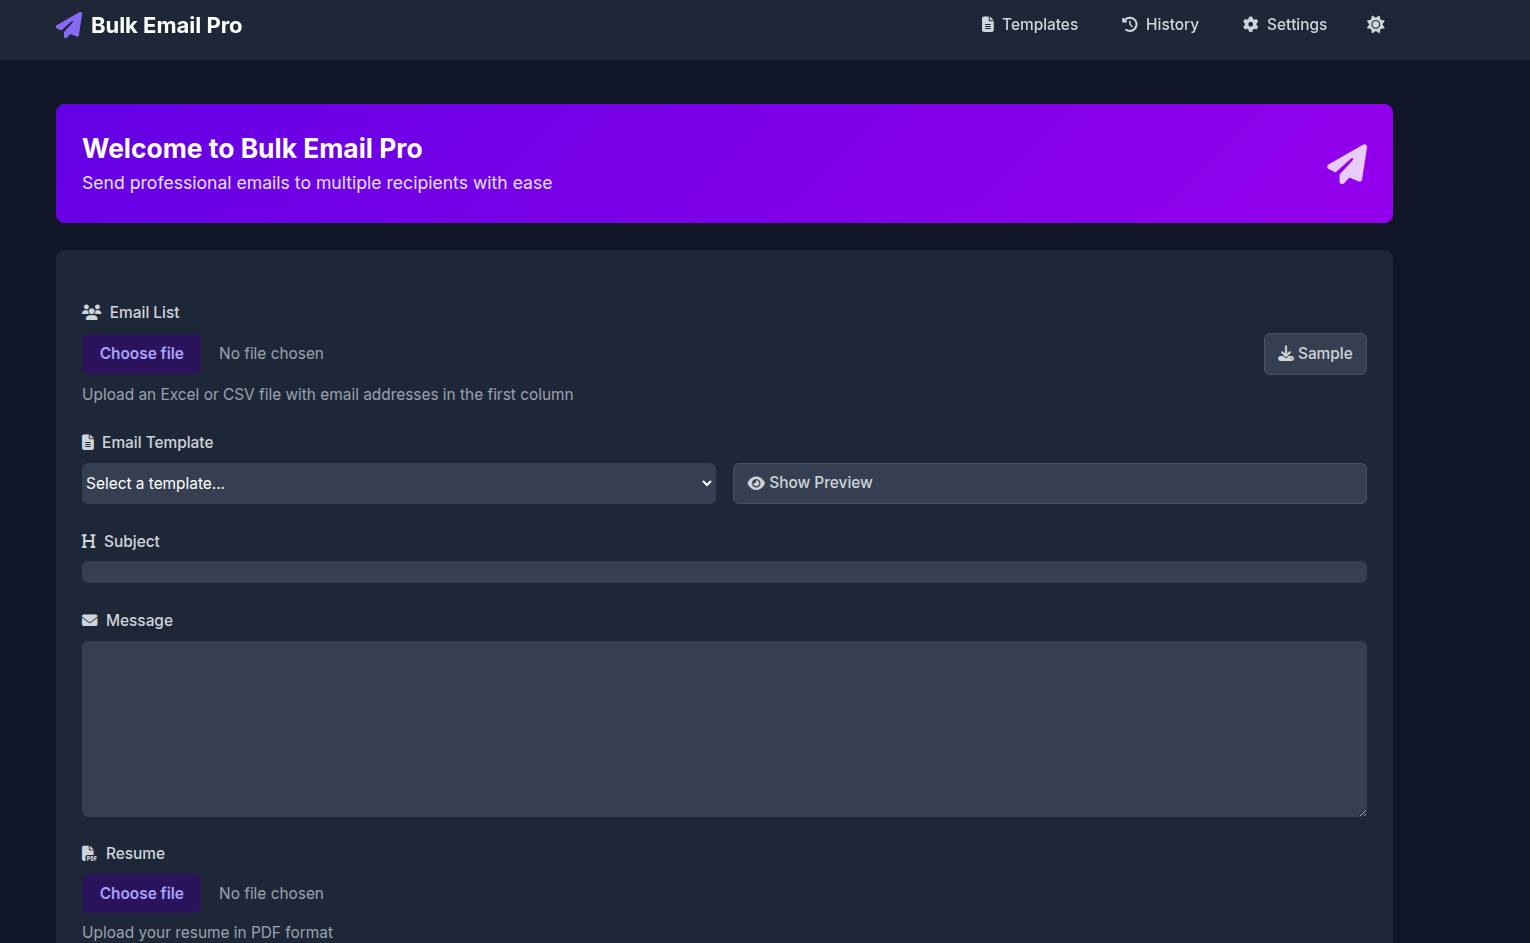 Bulk Email Pro
Templates
History
Settings
Welcome to Bulk Email Pro
Send professional emails to multiple recipients with ease
Email List
Choose file No file chosen
Sample
Upload an Excel or CSV file with email addresses in the first column
Email Template
Select a template...
Show Preview
Subject
Message
PDF Resume
Choose file No file chosen
Upload your resume in PDF format